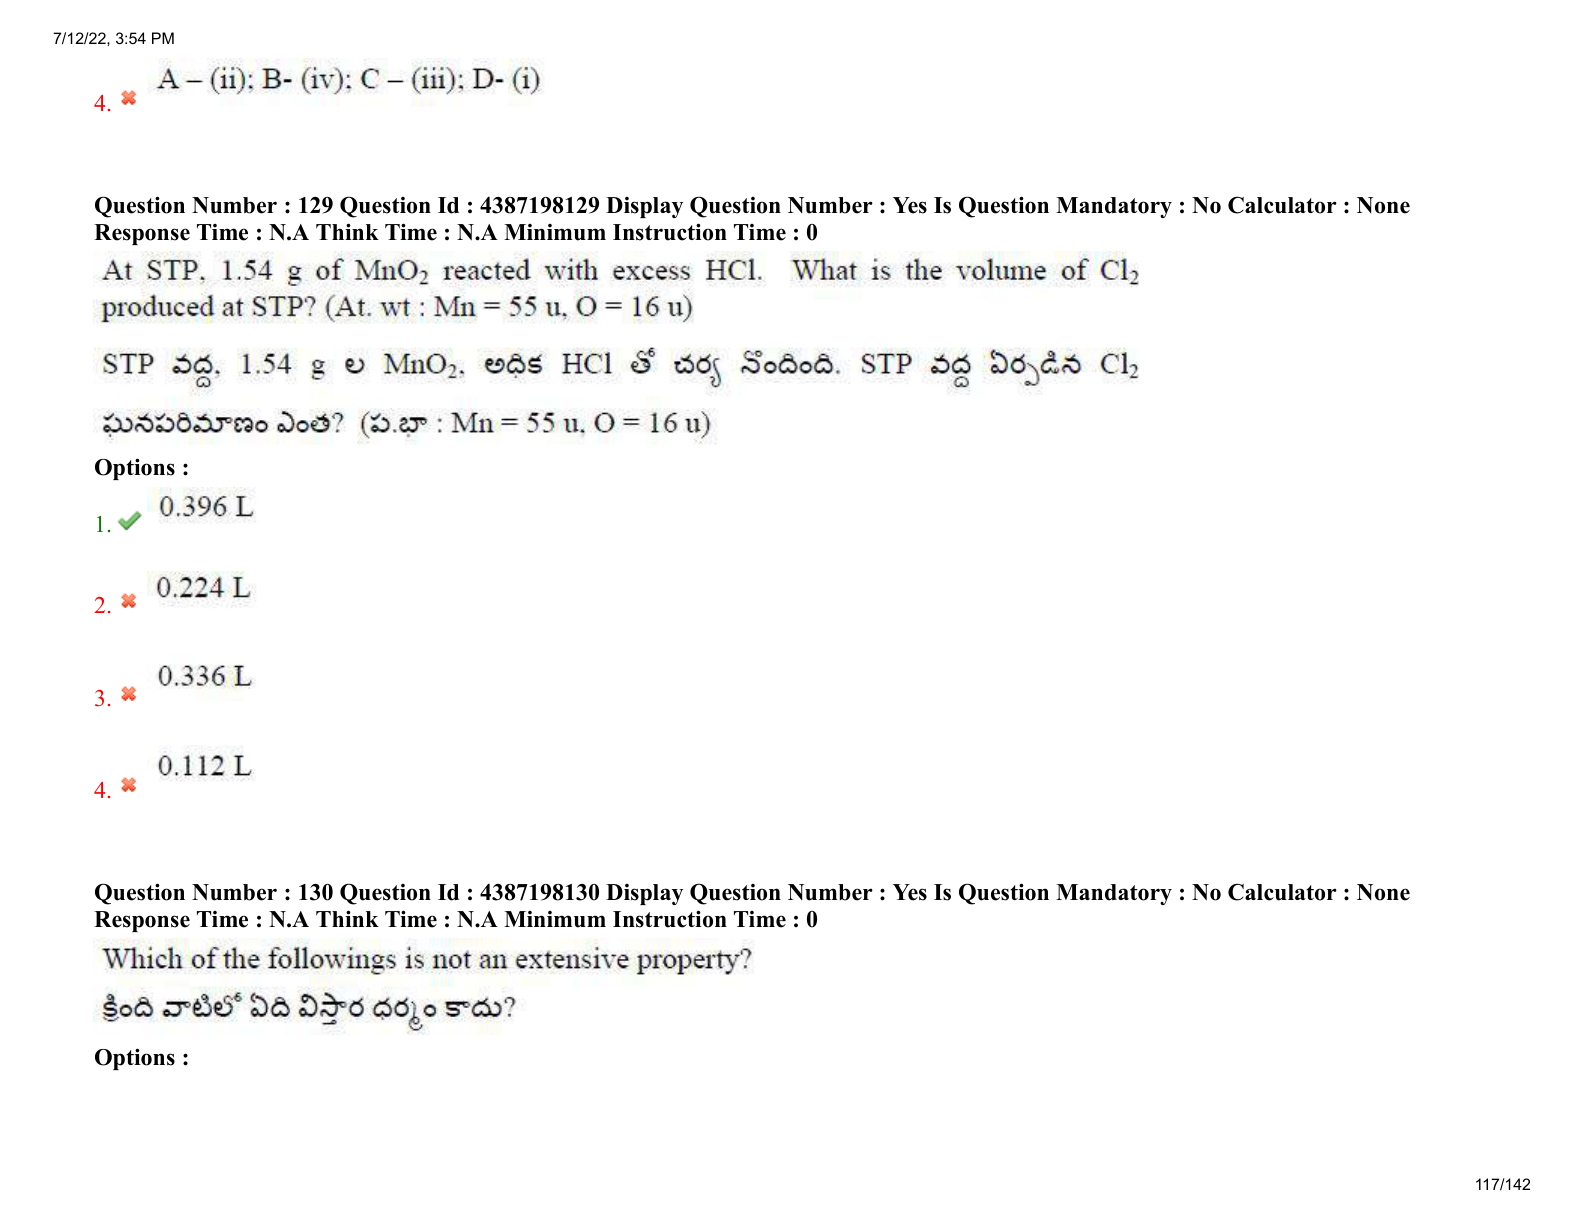 7/12/22, 3:54 PM
A – (ii); B- (iv); C – (iii); D- (i)
4.
Question Number : 129 Question Id : 4387198129 Display Question Number : Yes Is Question Mandatory : No Calculator : None
Response Time : N.A Think Time : N.A Minimum Instruction Time : 0
At STP, 1.54 g of MnO₂ reacted with excess HCl. What is the volume of Cl₂
produced at STP? (At. wt : Mn = 55 u, O = 16 u)
STP వద్ద, 1.54 g ల MnO₂, అధిక HCl తో చర్య నొందింది. STP వద్ద ఏర్పడిన Cl₂
ఘనపరిమాణం ఎంత? (ప.భా : Mn = 55 u, O = 16 u)
Options :
0.396 L
1.
0.224 L
2.
0.336 L
3.
0.112 L
4.
Question Number : 130 Question Id : 4387198130 Display Question Number : Yes Is Question Mandatory : No Calculator : None
Response Time : N.A Think Time : N.A Minimum Instruction Time : 0
Which of the followings is not an extensive property?
క్రింది వాటిలో ఏది విస్తార ధర్మం కాదు?
Options :
117/142